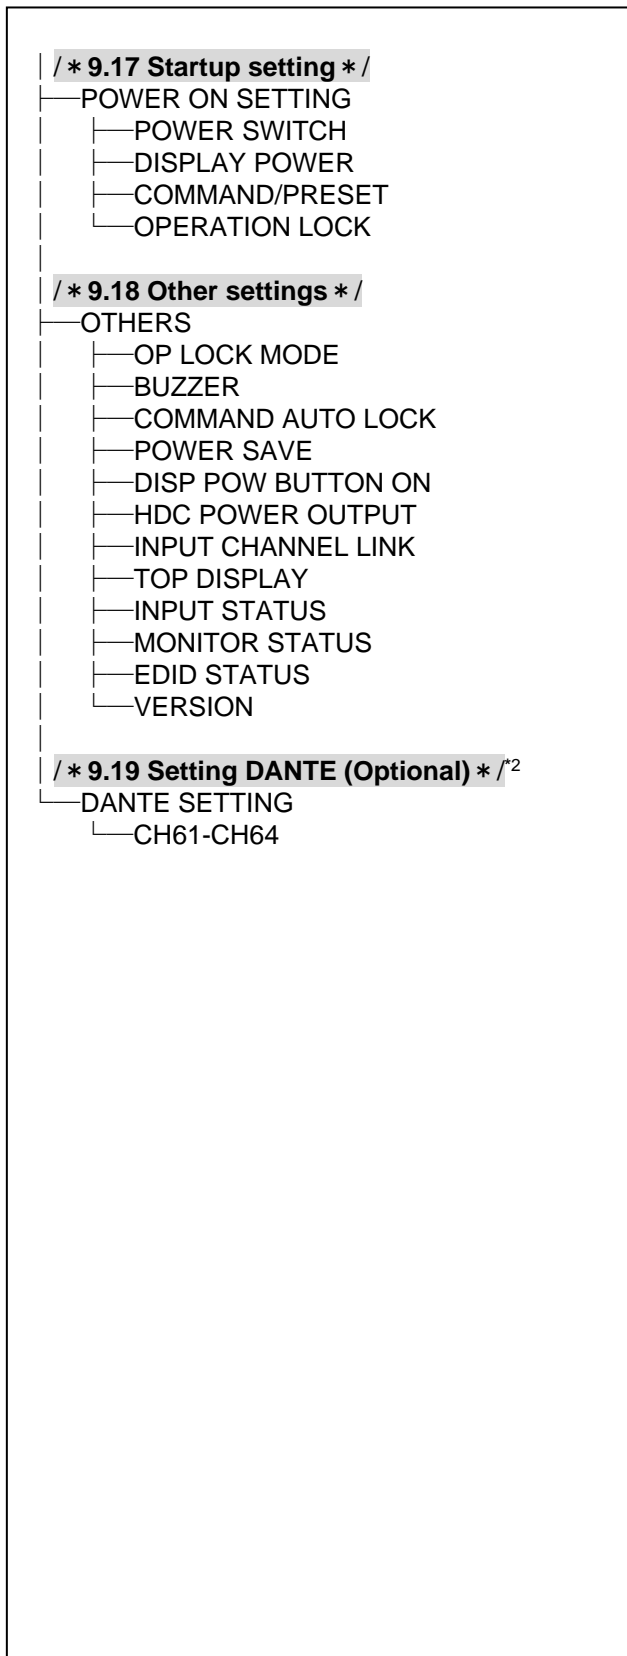 /＊9.17 Startup setting＊/
POWER ON SETTING
POWER SWITCH
DISPLAY POWER
COMMAND/PRESET
OPERATION LOCK
/＊9.18 Other settings＊/
OTHERS
OP LOCK MODE
BUZZER
COMMAND AUTO LOCK
POWER SAVE
DISP POW BUTTON ON
HDC POWER OUTPUT
INPUT CHANNEL LINK
TOP DISPLAY
INPUT STATUS
MONITOR STATUS
EDID STATUS
VERSION
/＊9.19 Setting DANTE (Optional)＊/*2
DANTE SETTING
CH61-CH64